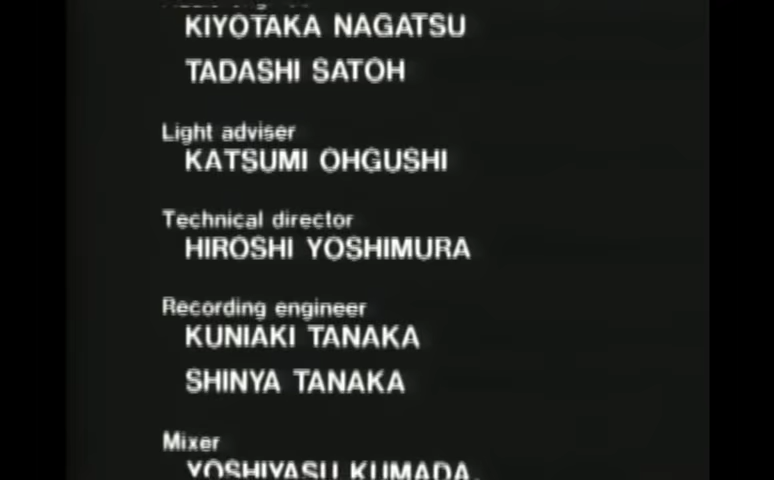 KIYOTAKA NAGATSU
TADASHI SATOH
Light adviser
KATSUMI OHGUSHI
Technical director
HIROSHI YOSHIMURA
Recording engineer
KUNIAKI TANAKA
SHINYA TANAKA
Mixer
YOSHIYASU KUMADA